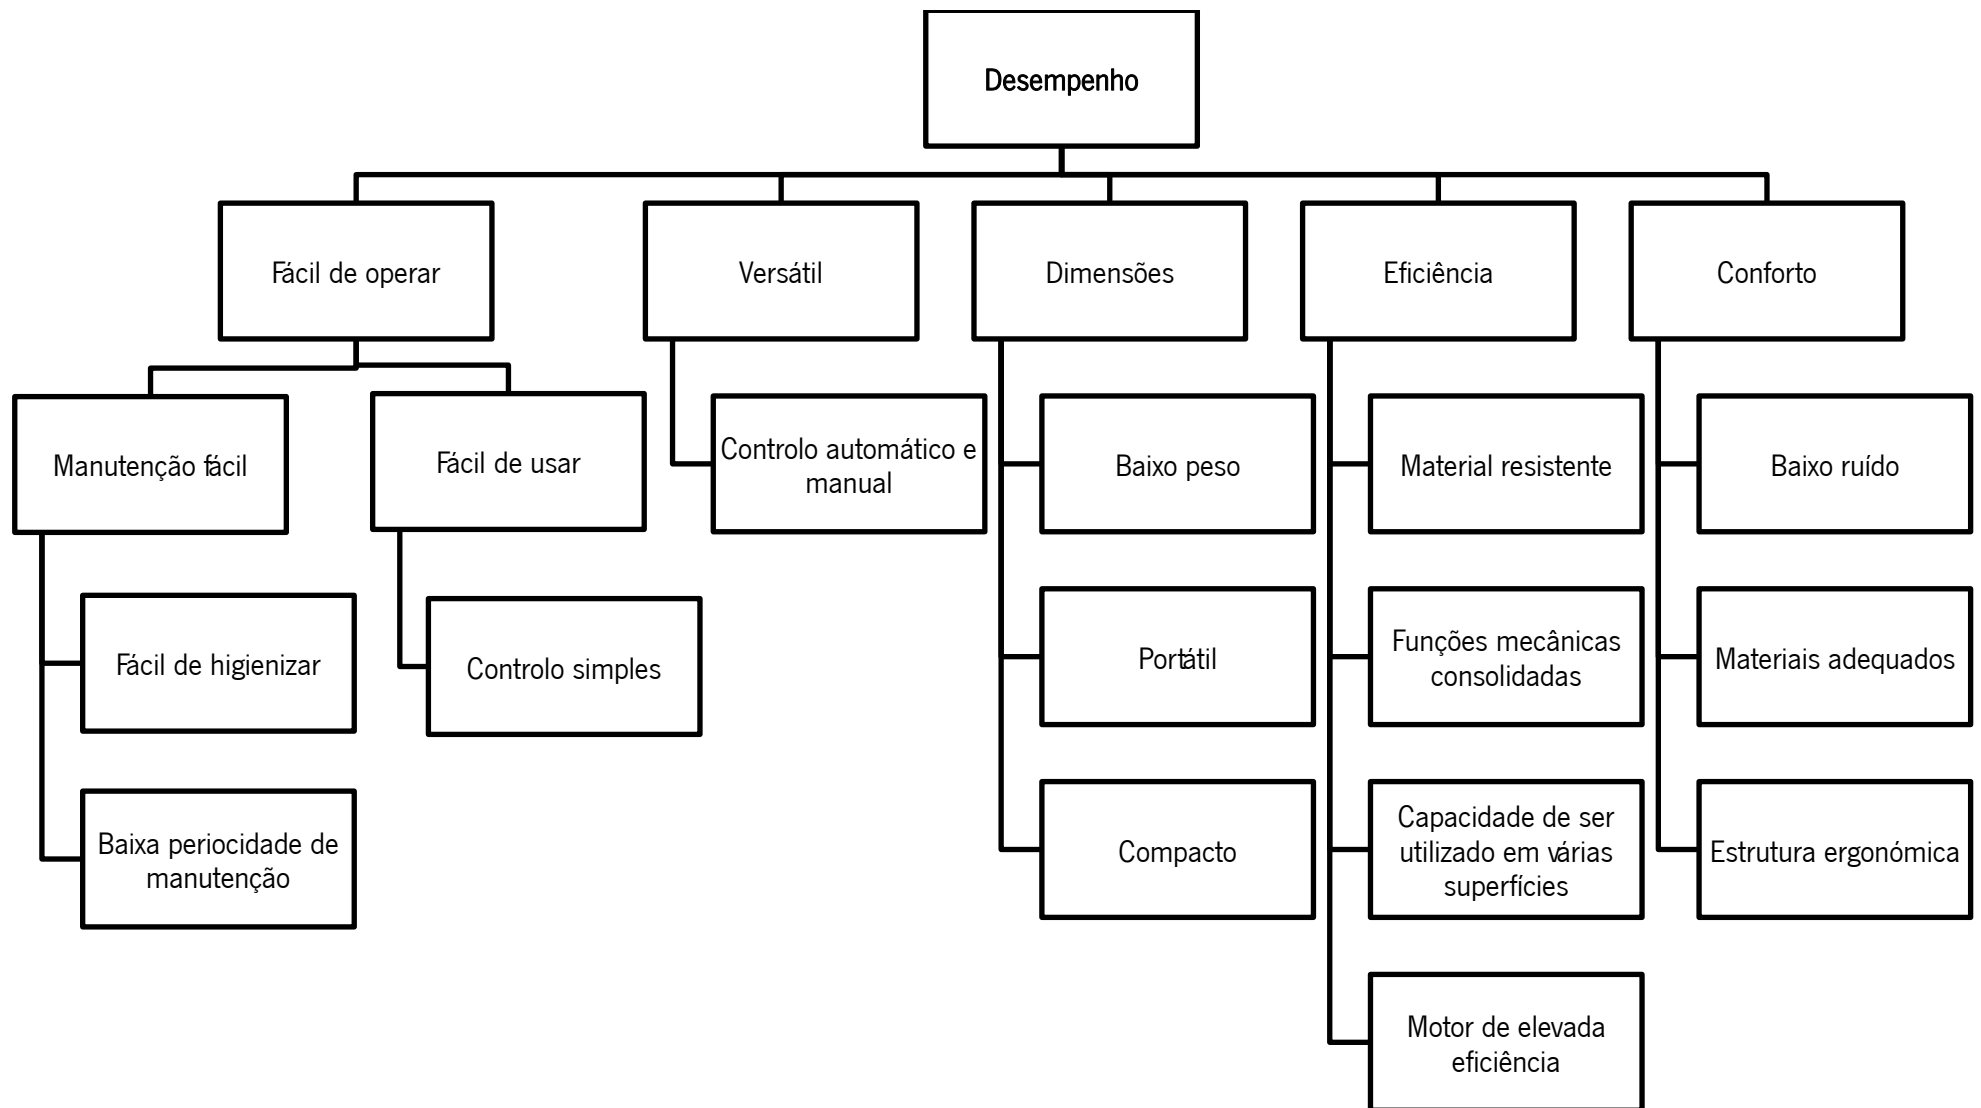 Desempenho
Fácil de operar
Versátil
Dimensões
Eficiência
Conforto
Manutenção fácil
Fácil de usar
Controlo automático e
manual
Baixo peso
Material resistente
Baixo ruído
Fácil de higienizar
Controlo simples
Portátil
Funções mecânicas
consolidadas
Materiais adequados
Baixa periocidade de
manutenção
Compacto
Capacidade de ser
utilizado em várias
superfícies
Estrutura ergonómica
Motor de elevada
eficiência